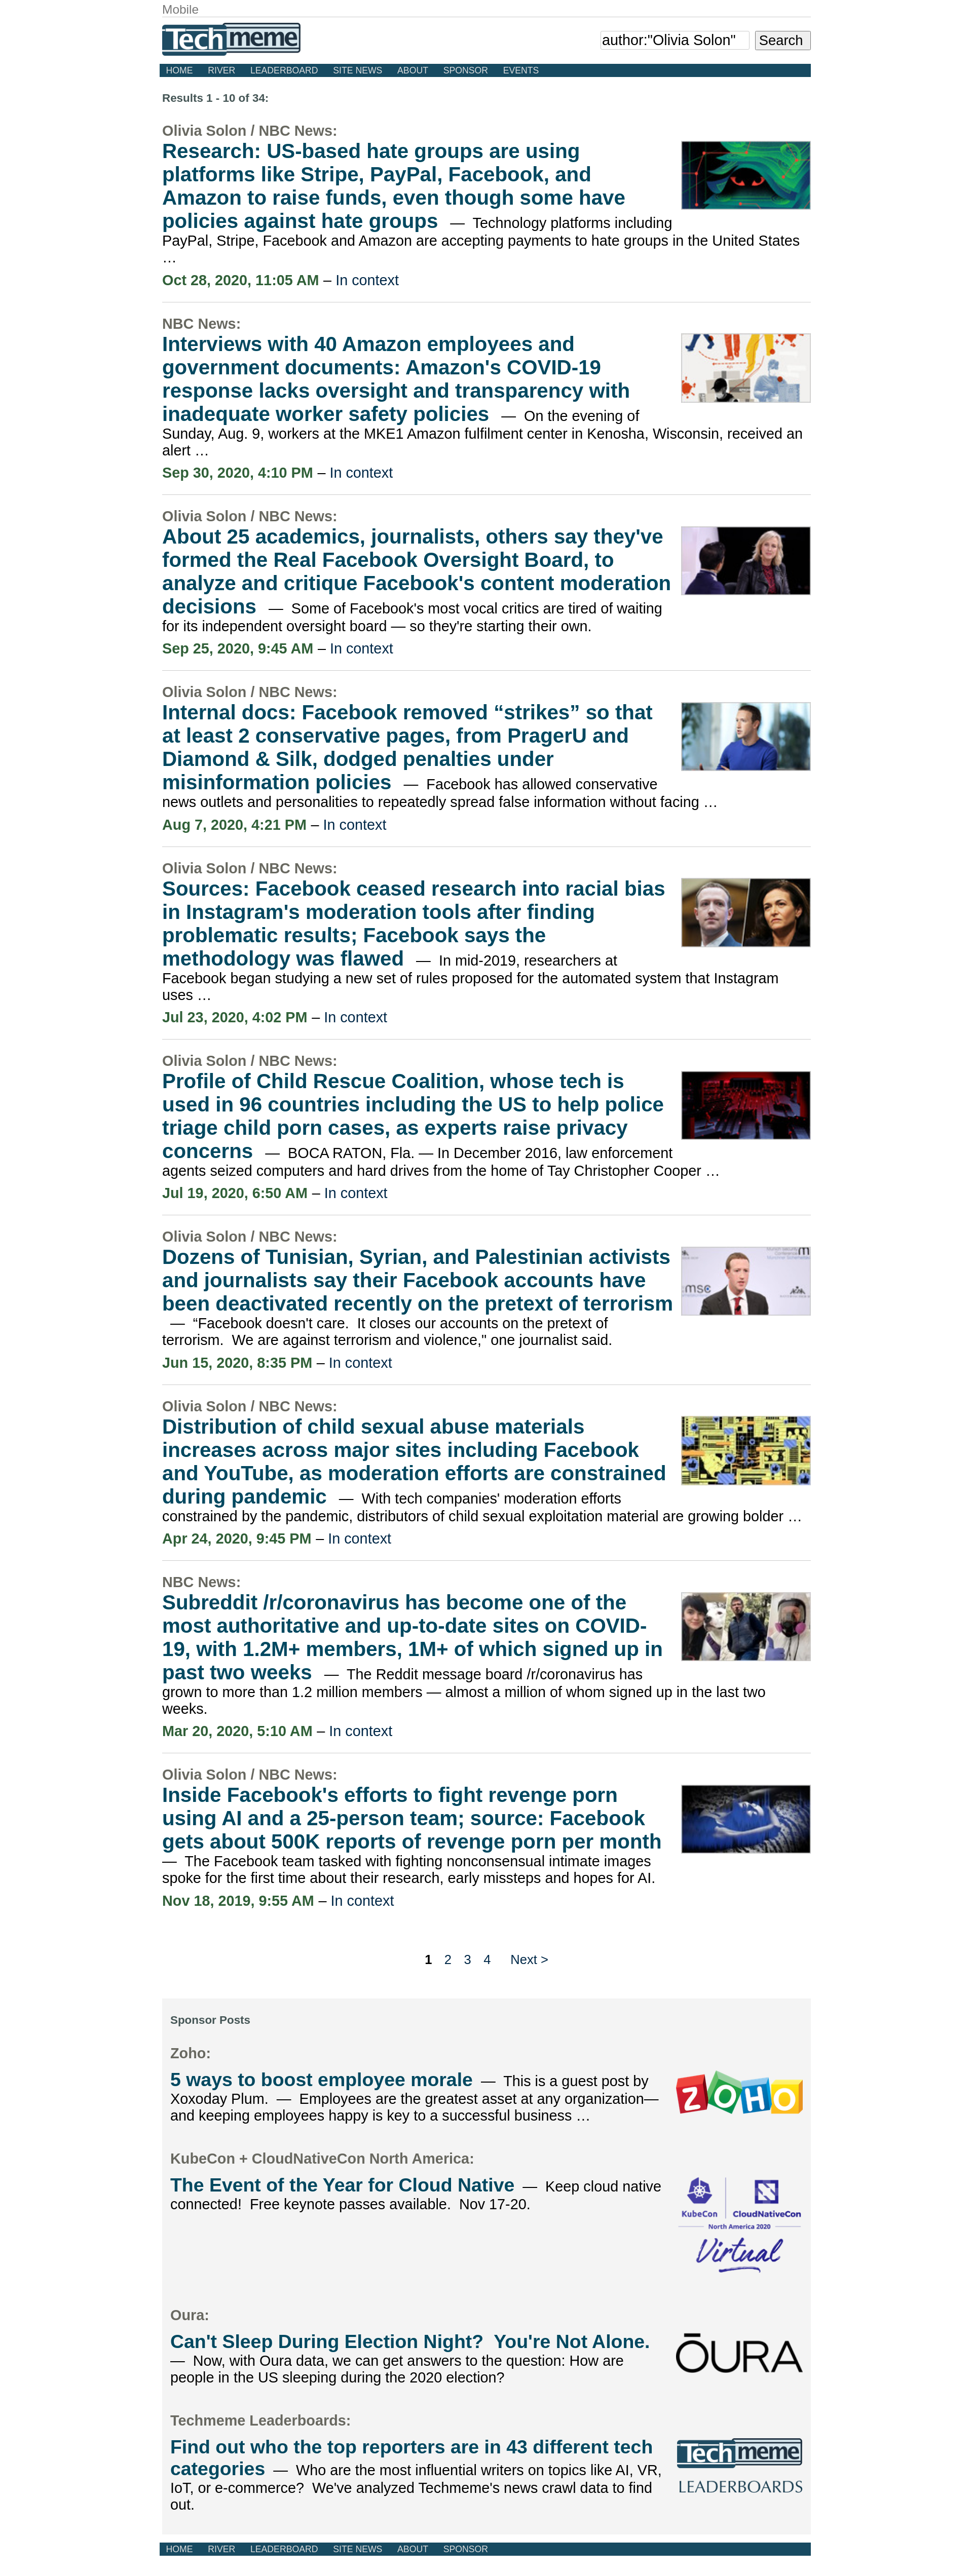 Mobile
Techmeme
author:"Olivia Solon" Search
HOME RIVER LEADERBOARD SITE NEWS ABOUT SPONSOR EVENTS
Results 1 - 10 of 34:
Olivia Solon / NBC News:
Research: US-based hate groups are using
platforms like Stripe, PayPal, Facebook, and
Amazon to raise funds, even though some have
policies against hate groups — Technology platforms including
PayPal, Stripe, Facebook and Amazon are accepting payments to hate groups in the United States
…
Oct 28, 2020, 11:05 AM – In context
NBC News:
Interviews with 40 Amazon employees and
government documents: Amazon's COVID-19
response lacks oversight and transparency with
inadequate worker safety policies — On the evening of
Sunday, Aug. 9, workers at the MKE1 Amazon fulfilment center in Kenosha, Wisconsin, received an
alert …
Sep 30, 2020, 4:10 PM – In context
Olivia Solon / NBC News:
About 25 academics, journalists, others say they've
formed the Real Facebook Oversight Board, to
analyze and critique Facebook's content moderation
decisions — Some of Facebook's most vocal critics are tired of waiting
for its independent oversight board — so they're starting their own.
Sep 25, 2020, 9:45 AM – In context
Olivia Solon / NBC News:
Internal docs: Facebook removed “strikes” so that
at least 2 conservative pages, from PragerU and
Diamond & Silk, dodged penalties under
misinformation policies — Facebook has allowed conservative
news outlets and personalities to repeatedly spread false information without facing …
Aug 7, 2020, 4:21 PM – In context
Olivia Solon / NBC News:
Sources: Facebook ceased research into racial bias
in Instagram's moderation tools after finding
problematic results; Facebook says the
methodology was flawed — In mid-2019, researchers at
Facebook began studying a new set of rules proposed for the automated system that Instagram
uses …
Jul 23, 2020, 4:02 PM – In context
Olivia Solon / NBC News:
Profile of Child Rescue Coalition, whose tech is
used in 96 countries including the US to help police
triage child porn cases, as experts raise privacy
concerns — BOCA RATON, Fla. — In December 2016, law enforcement
agents seized computers and hard drives from the home of Tay Christopher Cooper …
Jul 19, 2020, 6:50 AM – In context
Olivia Solon / NBC News:
Dozens of Tunisian, Syrian, and Palestinian activists
and journalists say their Facebook accounts have
been deactivated recently on the pretext of terrorism
— “Facebook doesn't care. It closes our accounts on the pretext of
terrorism. We are against terrorism and violence," one journalist said.
Jun 15, 2020, 8:35 PM – In context
msc
Olivia Solon / NBC News:
Distribution of child sexual abuse materials
increases across major sites including Facebook
and YouTube, as moderation efforts are constrained
during pandemic — With tech companies' moderation efforts
constrained by the pandemic, distributors of child sexual exploitation material are growing bolder …
Apr 24, 2020, 9:45 PM – In context
NBC News:
Subreddit /r/coronavirus has become one of the
most authoritative and up-to-date sites on COVID-
19, with 1.2M+ members, 1M+ of which signed up in
past two weeks — The Reddit message board /r/coronavirus has
grown to more than 1.2 million members — almost a million of whom signed up in the last two
weeks.
Mar 20, 2020, 5:10 AM – In context
Olivia Solon / NBC News:
Inside Facebook's efforts to fight revenge porn
using AI and a 25-person team; source: Facebook
gets about 500K reports of revenge porn per month
— The Facebook team tasked with fighting nonconsensual intimate images
spoke for the first time about their research, early missteps and hopes for AI.
Nov 18, 2019, 9:55 AM – In context
1 2 3 4 Next >
Sponsor Posts
Zoho:
5 ways to boost employee morale — This is a guest post by
Xoxoday Plum. — Employees are the greatest asset at any organization—
and keeping employees happy is key to a successful business …
ZOHO
KubeCon + CloudNativeCon North America:
The Event of the Year for Cloud Native — Keep cloud native
connected! Free keynote passes available. Nov 17-20.
KubeCon CloudNativeCon
North America 2020
Virtual
Oura:
Can't Sleep During Election Night? You're Not Alone.
— Now, with Oura data, we can get answers to the question: How are
people in the US sleeping during the 2020 election?
ŌURA
Techmeme Leaderboards:
Find out who the top reporters are in 43 different tech
categories — Who are the most influential writers on topics like AI, VR,
IoT, or e-commerce? We've analyzed Techmeme's news crawl data to find
out.
Techmeme
LEADERBOARDS
HOME RIVER LEADERBOARD SITE NEWS ABOUT SPONSOR